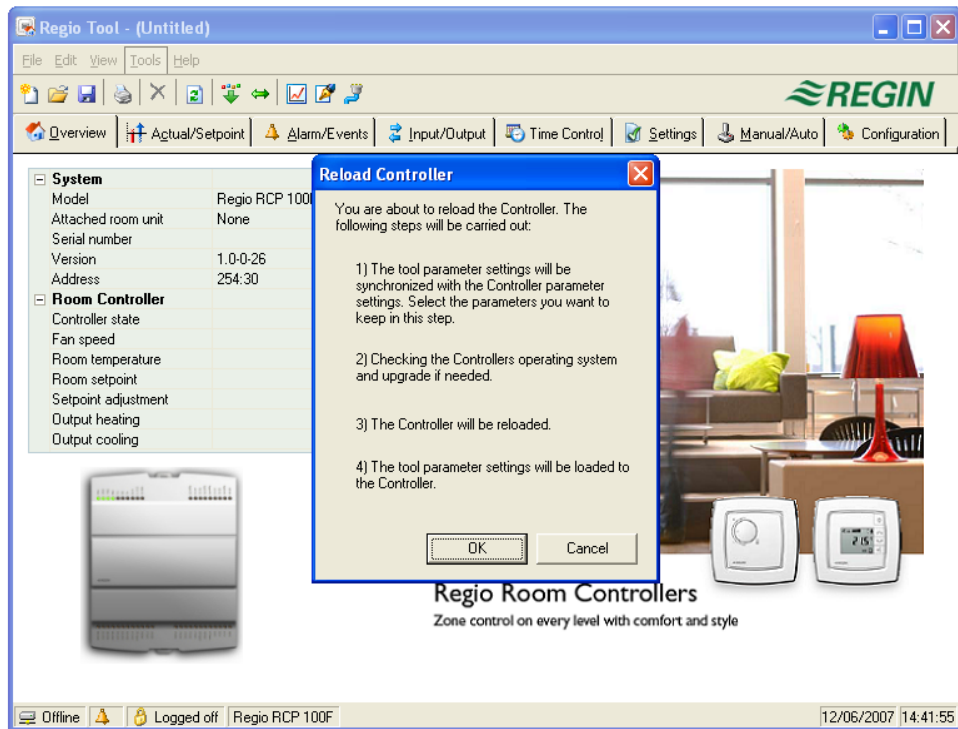 Regio Tool - (Untitled)
File Edit View Tools Help
REGIN
Overview Actual/Setpoint Alarm/Events Input/Output Time Control Settings Manual/Auto Configuration
System
Model Regio RCP 100F
Attached room unit None
Serial number
Version 1.0-0-26
Address 254:30
Room Controller
Controller state
Fan speed
Room temperature
Room setpoint
Setpoint adjustment
Output heating
Output cooling
Reload Controller
You are about to reload the Controller. The
following steps will be carried out:
1) The tool parameter settings will be
synchronized with the Controller parameter
settings. Select the parameters you want to
keep in this step.
2) Checking the Controllers operating system
and upgrade if needed.
3) The Controller will be reloaded.
4) The tool parameter settings will be loaded to
the Controller.
OK Cancel
Regio Room Controllers
Zone control on every level with comfort and style
Offline Logged off Regio RCP 100F 12/06/2007 14:41:55